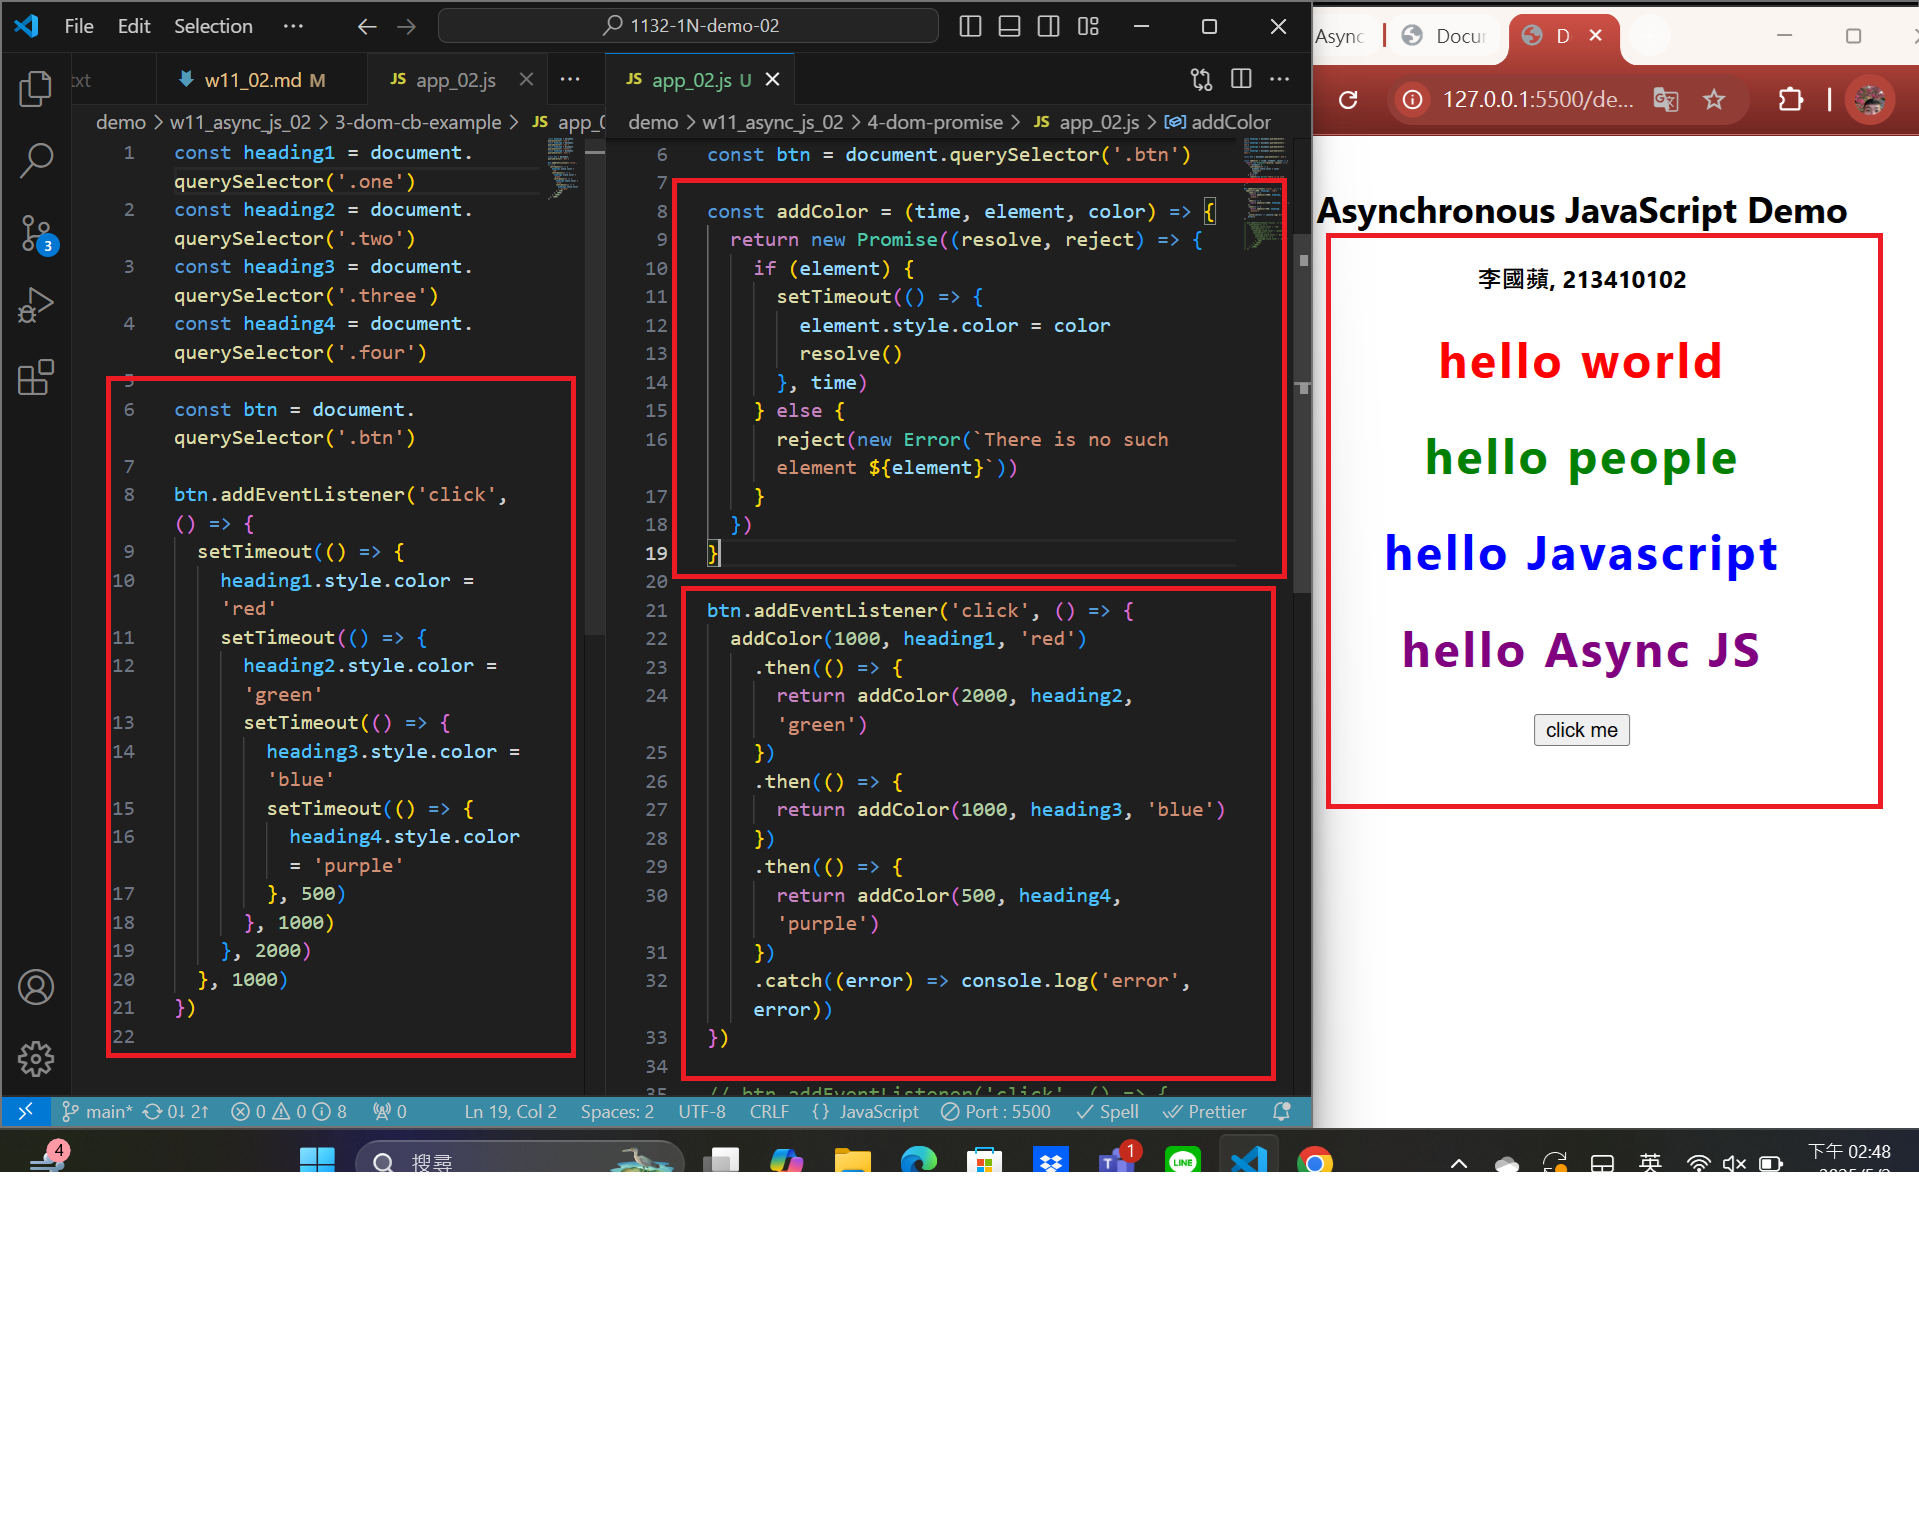 File Edit Selection ··· 1132-1N-demo-02
w11_02.md M JS app_02.js ···
JS app_02.js U ···
demo > w11_async_js_02 > 3-dom-cb-example > JS
demo > w11_async_js_02 > 4-dom-promise > JS app_02.js > addColor
1 const heading1 = document.
querySelector('.one')
2 const heading2 = document.
querySelector('.two')
3 const heading3 = document.
querySelector('.three')
4 const heading4 = document.
querySelector('.four')
5
6 const btn = document.
querySelector('.btn')
7
8 btn.addEventListener('click',
() => {
9 setTimeout(() => {
10 heading1.style.color =
'red'
11 setTimeout(() => {
12 heading2.style.color =
'green'
13 setTimeout(() => {
14 heading3.style.color =
'blue'
15 setTimeout(() => {
16 heading4.style.color
= 'purple'
17 }, 500)
18 }, 1000)
19 }, 2000)
20 }, 1000)
21 })
22
6 const btn = document.querySelector('.btn')
7
8 const addColor = (time, element, color) => {
9 return new Promise((resolve, reject) => {
10 if (element) {
11 setTimeout(() => {
12 element.style.color = color
13 resolve()
14 }, time)
15 } else {
16 reject(new Error(`There is no such
element ${element}`))
17 }
18 })
19 }
20
21 btn.addEventListener('click', () => {
22 addColor(1000, heading1, 'red')
23 .then(() => {
24 return addColor(2000, heading2,
'green')
25 })
26 .then(() => {
27 return addColor(1000, heading3, 'blue')
28 })
29 .then(() => {
30 return addColor(500, heading4,
'purple')
31 })
32 .catch((error) => console.log('error',
error))
33 })
34
35 // btn.addEventListener('click', () => {
3
main* 0↓ 2↑ 0 0 8 0 Ln 19, Col 2 Spaces: 2 UTF-8 CRLF {} JavaScript Port : 5500 Spell Prettier
Async D
127.0.0.1:5500/de...
Asynchronous JavaScript Demo
李國蘋, 213410102
hello world
hello people
hello Javascript
hello Async JS
click me
4 搜尋 1 LINE 英 下午 02:48